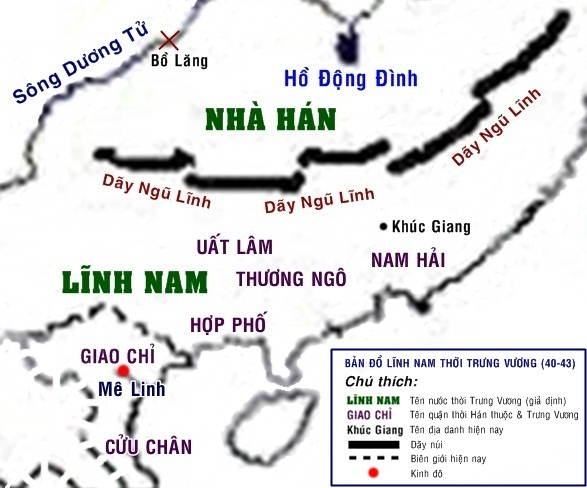 Sông Dương Tử
Bồ Lăng
Hồ Động Đình
NHÀ HÁN
Dãy Ngũ Lĩnh
Dãy Ngũ Lĩnh
Dãy Ngũ Lĩnh
Khúc Giang
UẤT LÂM
NAM HẢI
THƯƠNG NGÔ
LĨNH NAM
HỢP PHỐ
GIAO CHỈ
Mê Linh
CỬU CHÂN
BẢN ĐỒ LĨNH NAM THỜI TRƯNG VƯƠNG (40-43)
Chú thích:
LĨNH NAM Tên nước thời Trưng Vương (giả định)
GIAO CHỈ Tên quận thời Hán thuộc & Trưng Vương
Khúc Giang Tên địa danh hiện nay
Dãy núi
Biên giới hiện nay
Kinh đô